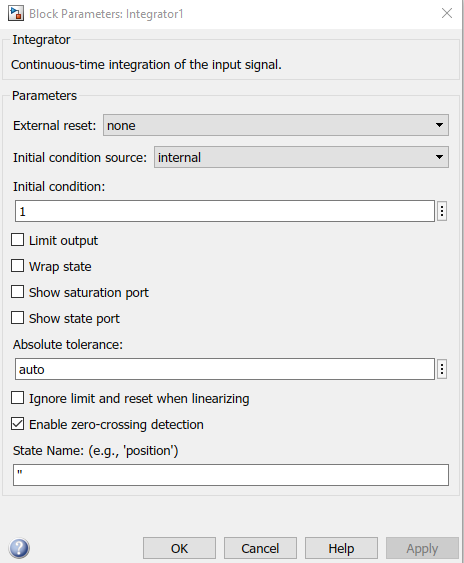 Block Parameters: Integrator1
Integrator
Continuous-time integration of the input signal.
Parameters
External reset: none
Initial condition source: internal
Initial condition:
1
Limit output
Wrap state
Show saturation port
Show state port
Absolute tolerance:
auto
Ignore limit and reset when linearizing
Enable zero-crossing detection
State Name: (e.g., 'position')
''
OK Cancel Help Apply